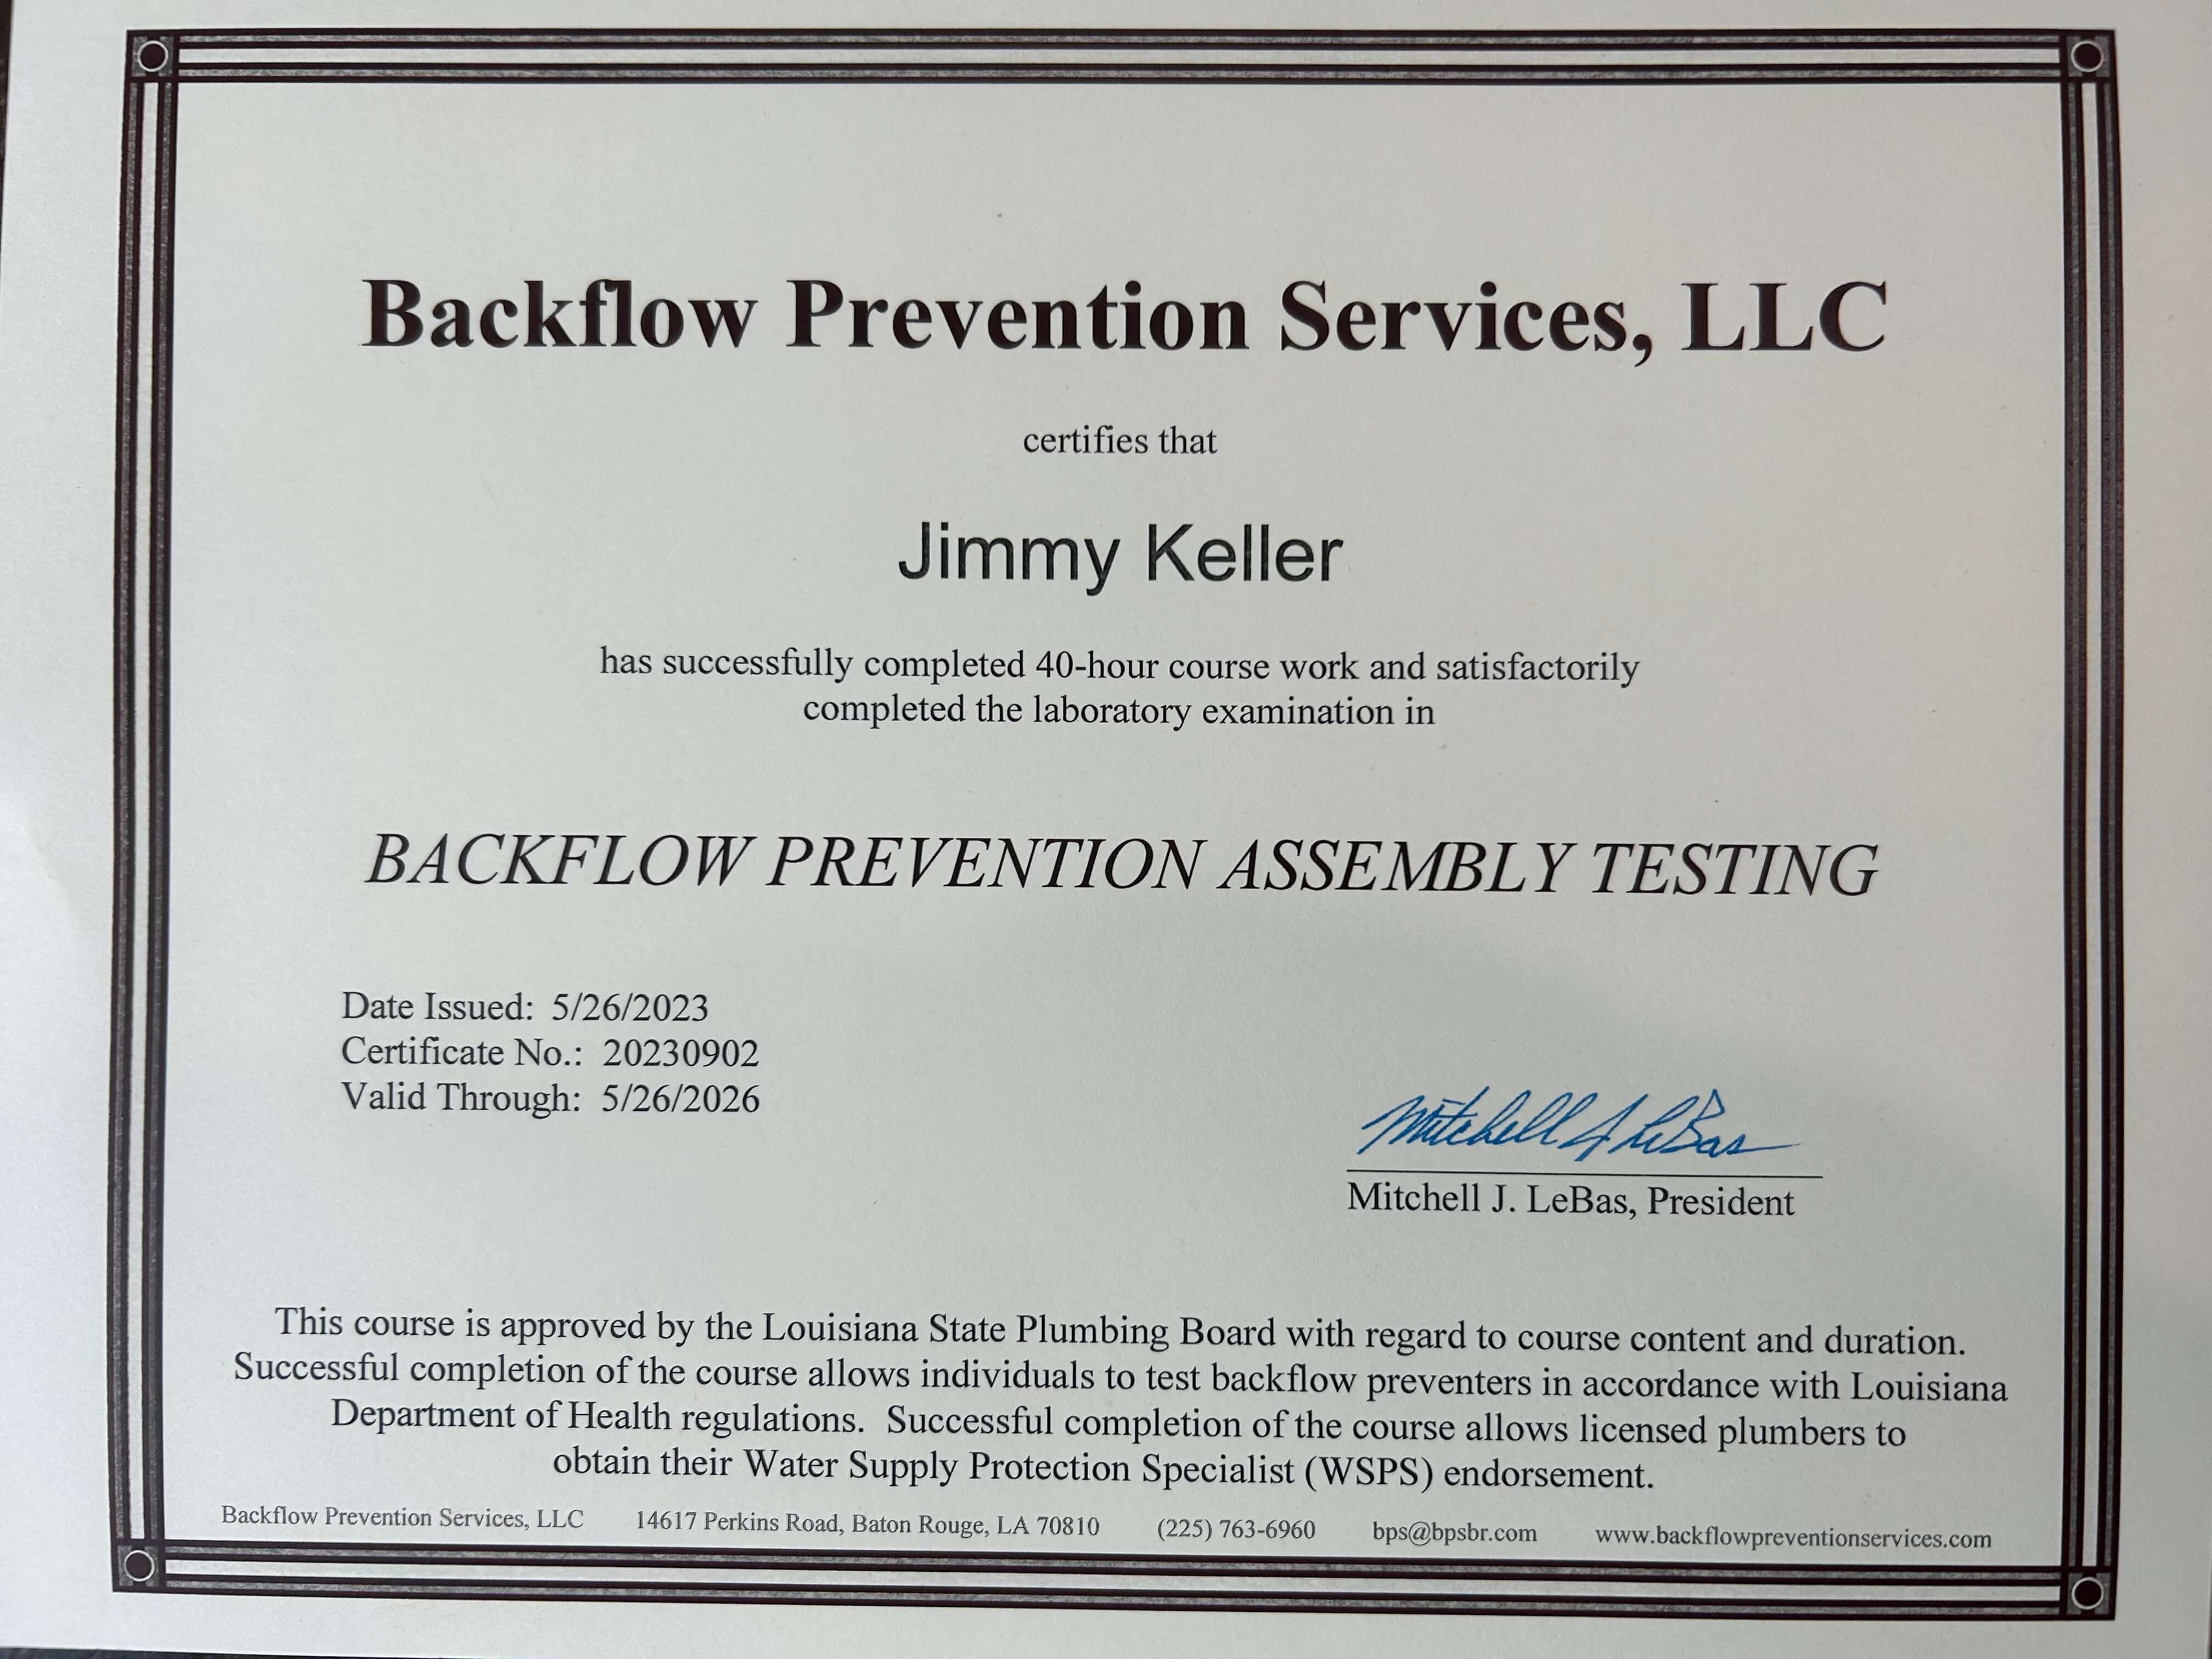 Backflow Prevention Services, LLC
certifies that
Jimmy Keller
has successfully completed 40-hour course work and satisfactorily
completed the laboratory examination in
BACKFLOW PREVENTION ASSEMBLY TESTING
Date Issued: 5/26/2023
Certificate No.: 20230902
Valid Through: 5/26/2026
Mitchell J LeBas
Mitchell J. LeBas, President
This course is approved by the Louisiana State Plumbing Board with regard to course content and duration.
Successful completion of the course allows individuals to test backflow preventers in accordance with Louisiana
Department of Health regulations. Successful completion of the course allows licensed plumbers to
obtain their Water Supply Protection Specialist (WSPS) endorsement.
Backflow Prevention Services, LLC 14617 Perkins Road, Baton Rouge, LA 70810 (225) 763-6960 bps@bpsbr.com www.backflowpreventionservices.com